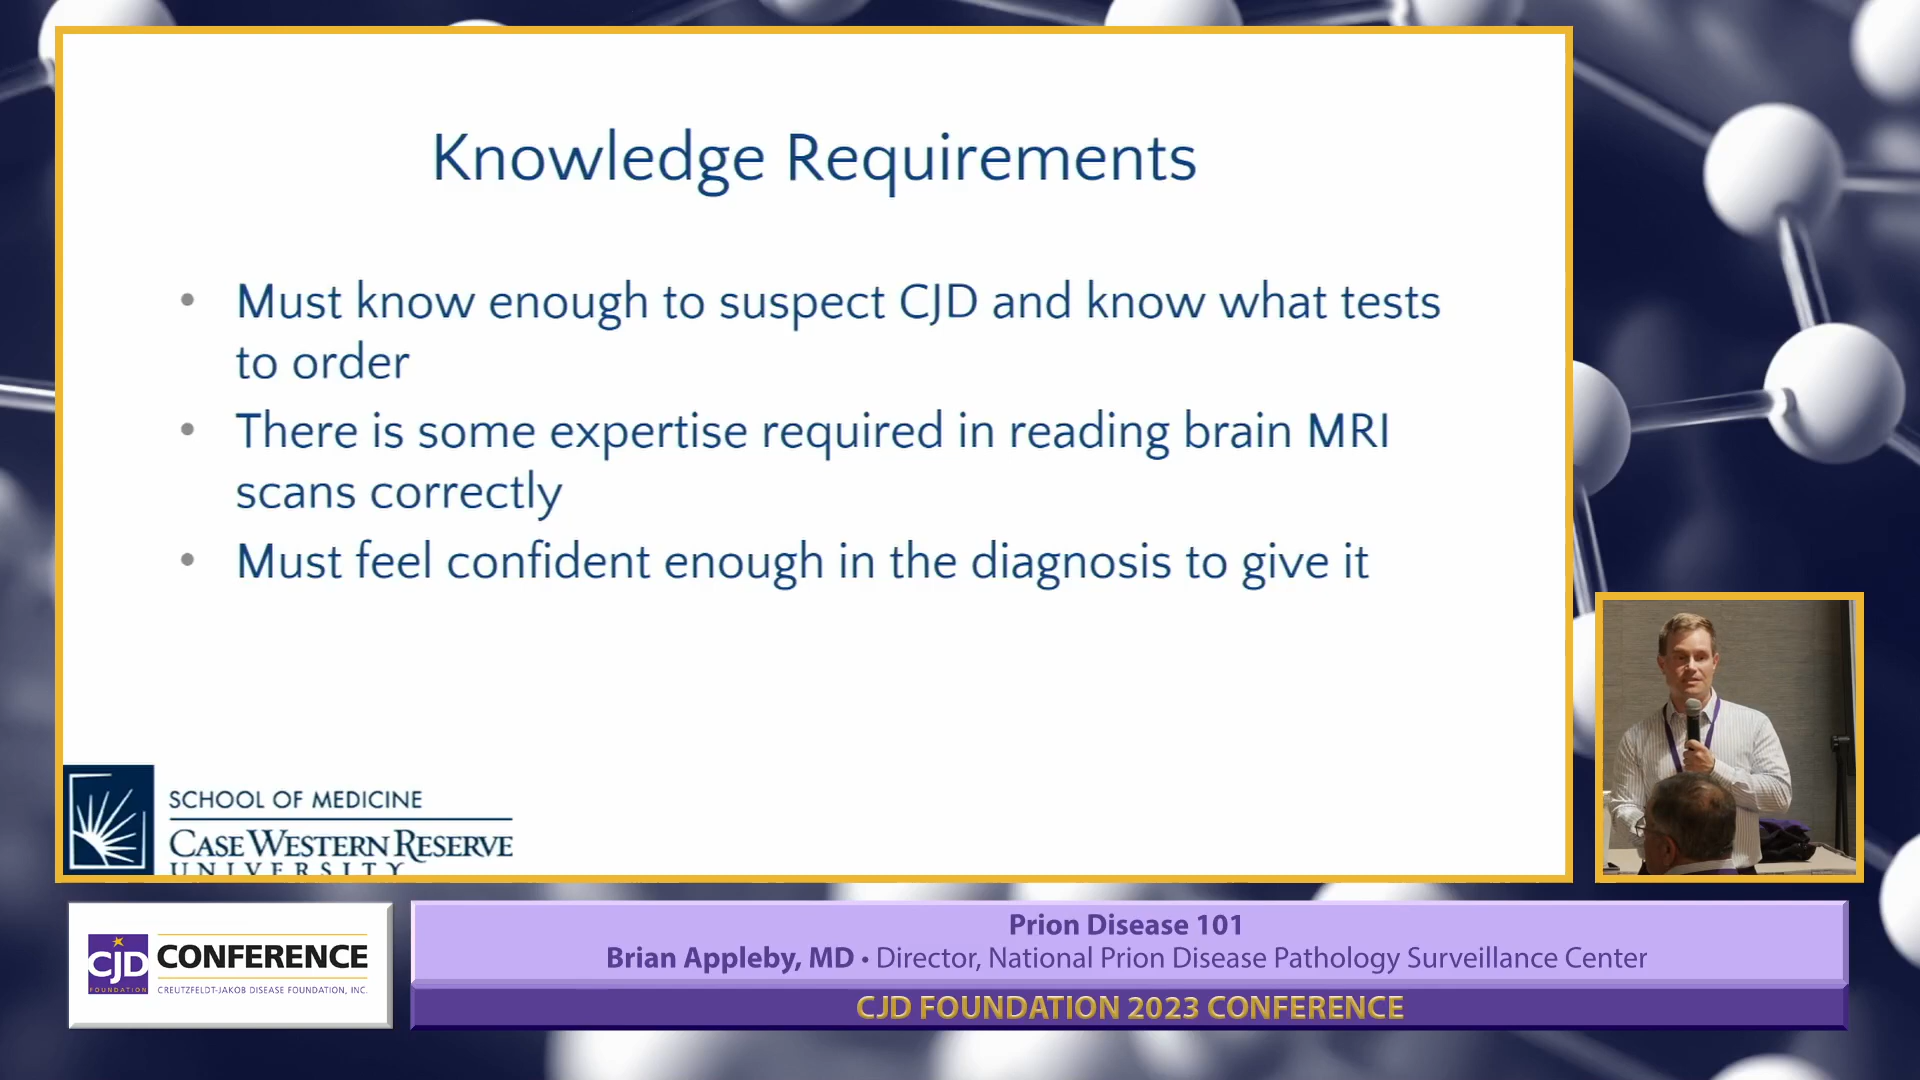 Knowledge Requirements
• Must know enough to suspect CJD and know what tests
to order
• There is some expertise required in reading brain MRI
scans correctly
• Must feel confident enough in the diagnosis to give it
SCHOOL OF MEDICINE
CASE WESTERN RESERVE
UNIVERSITY
CJD
FOUNDATION
CONFERENCE
CREUTZFELDT-JAKOB DISEASE FOUNDATION, INC.
Prion Disease 101
Brian Appleby, MD • Director, National Prion Disease Pathology Surveillance Center
CJD FOUNDATION 2023 CONFERENCE